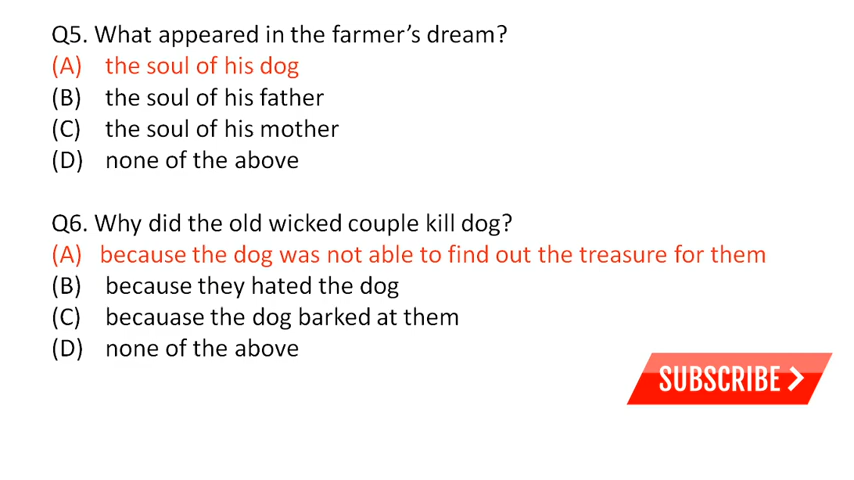 Q5. What appeared in the farmer's dream?
(A) the soul of his dog
(B) the soul of his father
(C) the soul of his mother
(D) none of the above
Q6. Why did the old wicked couple kill dog?
(A) because the dog was not able to find out the treasure for them
(B) because they hated the dog
(C) becauase the dog barked at them
(D) none of the above
SUBSCRIBE